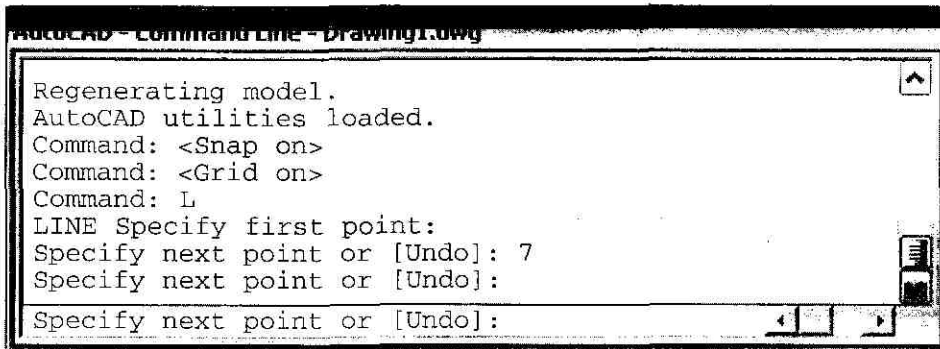 AutoCAD - Command Line - Drawing1.dwg
Regenerating model.
AutoCAD utilities loaded.
Command: <Snap on>
Command: <Grid on>
Command: L
LINE Specify first point:
Specify next point or [Undo]: 7
Specify next point or [Undo]:
Specify next point or [Undo]: